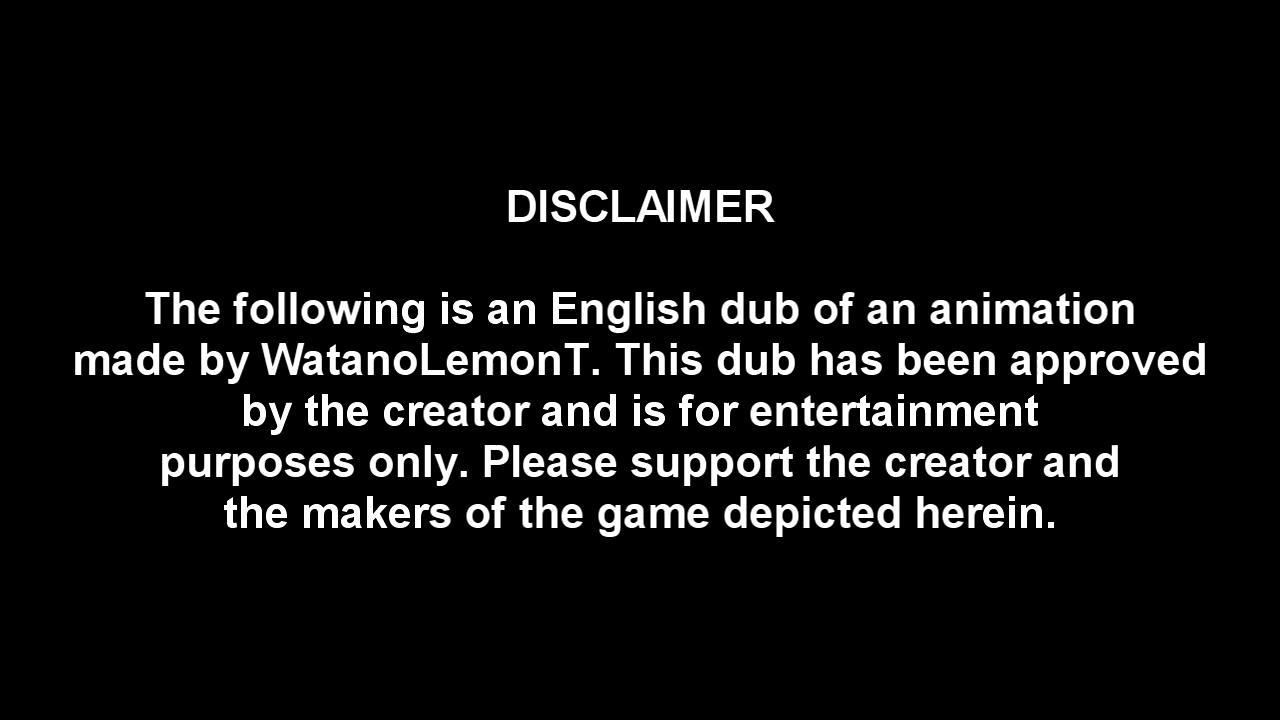 DISCLAIMER
The following is an English dub of an animation
made by WatanoLemonT. This dub has been approved
by the creator and is for entertainment
purposes only. Please support the creator and
the makers of the game depicted herein.